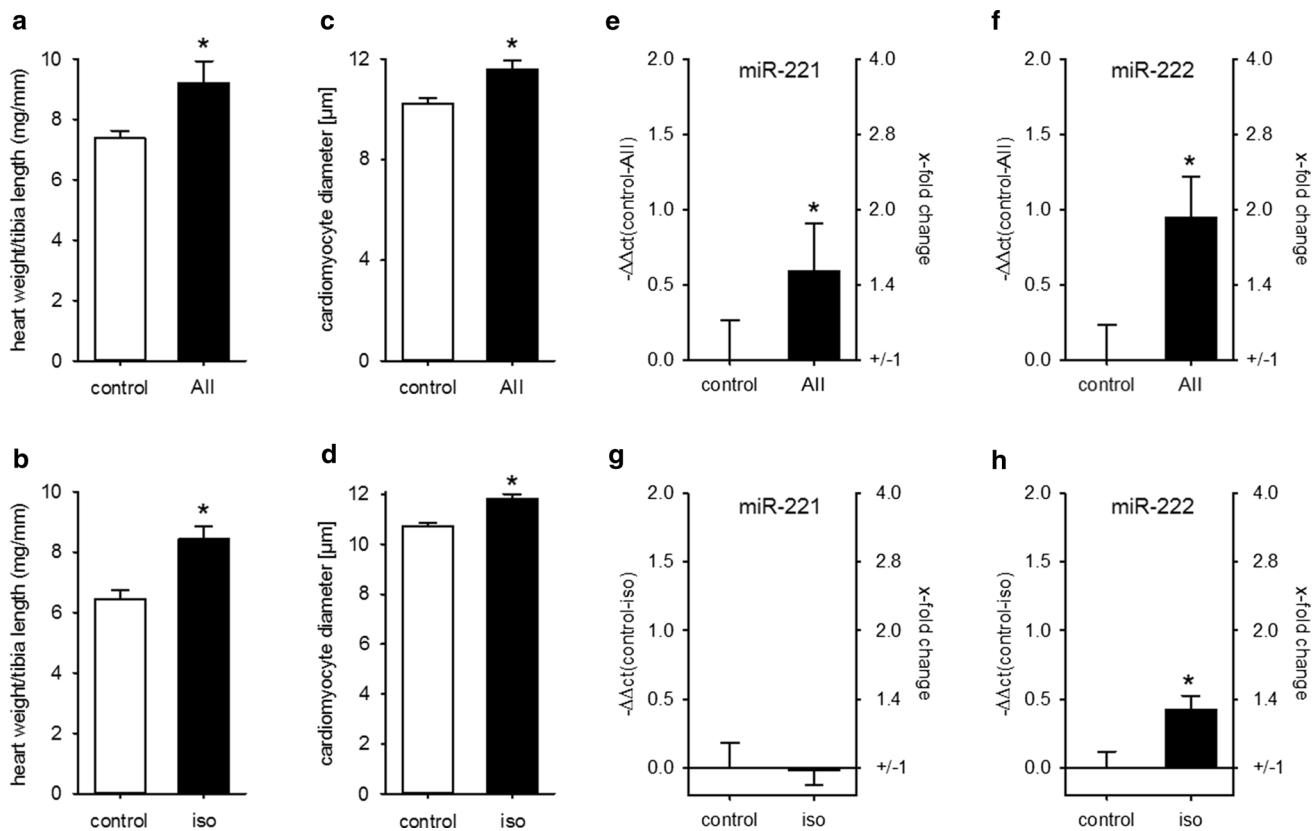 a
heart weight/tibia length (mg/mm)
10
8
6
4
2
0
*
control
AII
c
cardiomyocyte diameter [µm]
12
8
4
0
*
control
AII
e
-ΔΔct(control-AII)
2.0
1.5
1.0
0.5
0.0
miR-221
*
control
AII
4.0
2.8
2.0
1.4
+/-1
x-fold change
f
-ΔΔct(control-AII)
2.0
1.5
1.0
0.5
0.0
miR-222
*
control
AII
4.0
2.8
2.0
1.4
+/-1
x-fold change
b
heart weight/tibia length (mg/mm)
10
8
6
4
2
0
*
control
iso
d
cardiomyocyte diameter [µm]
12
10
8
6
4
2
0
*
control
iso
g
-ΔΔct(control-iso)
2.0
1.5
1.0
0.5
0.0
miR-221
control
iso
4.0
2.8
2.0
1.4
+/-1
x-fold change
h
-ΔΔct(control-iso)
2.0
1.5
1.0
0.5
0.0
miR-222
*
control
iso
4.0
2.8
2.0
1.4
+/-1
x-fold change